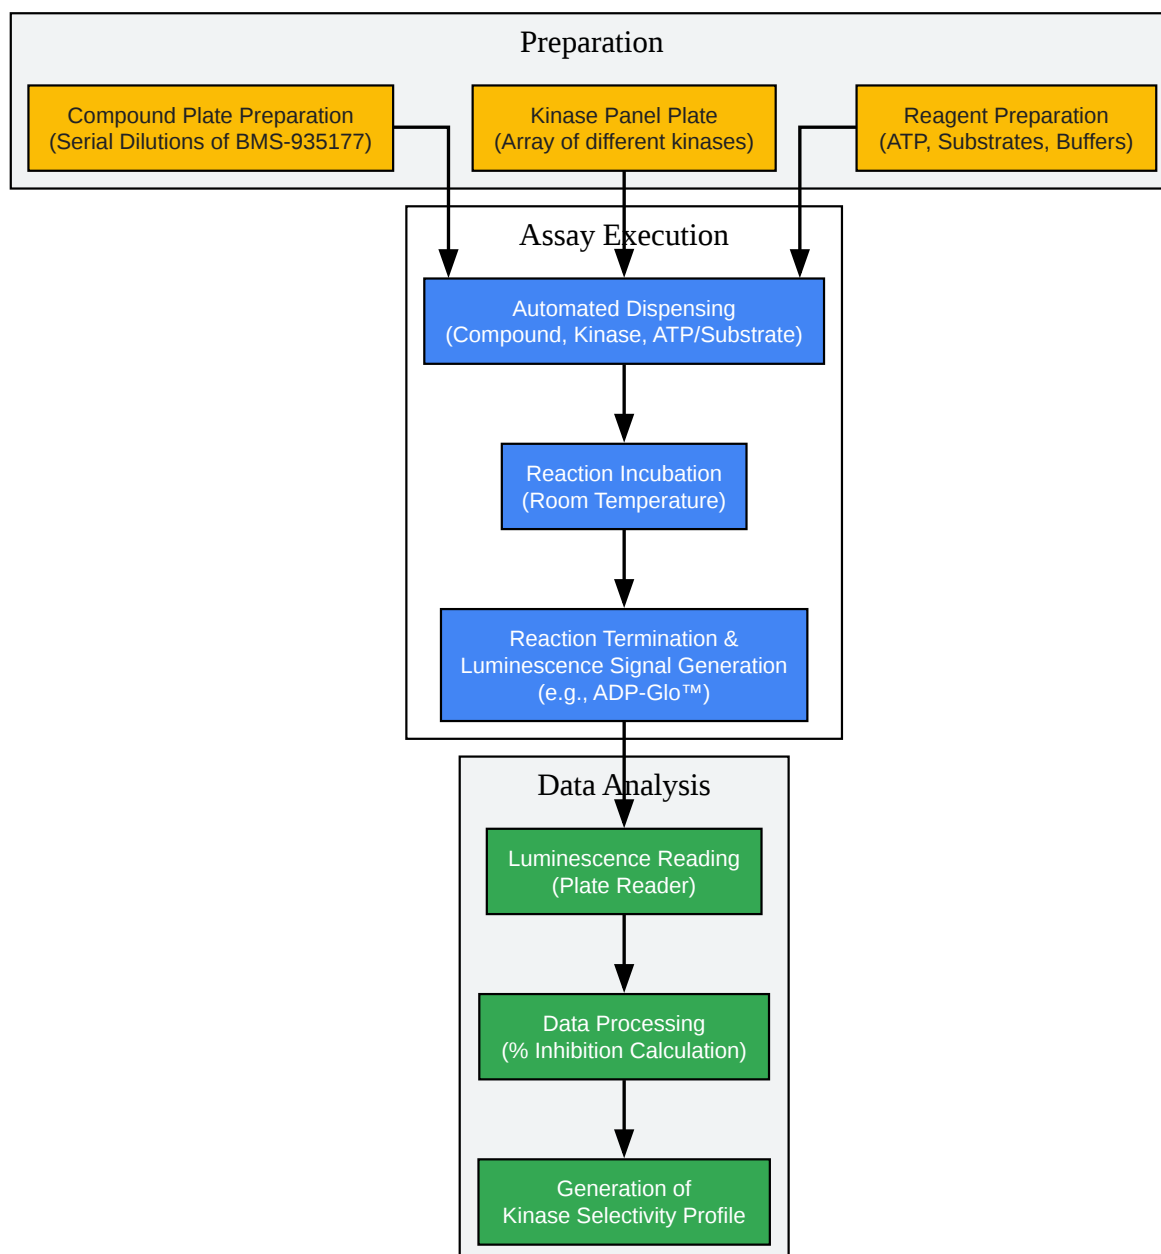 Preparation
Compound Plate Preparation
(Serial Dilutions of BMS-935177)
Kinase Panel Plate
(Array of different kinases)
Reagent Preparation
(ATP, Substrates, Buffers)
Assay Execution
Automated Dispensing
(Compound, Kinase, ATP/Substrate)
Reaction Incubation
(Room Temperature)
Reaction Termination &
Luminescence Signal Generation
(e.g., ADP-Glo™)
Data Analysis
Luminescence Reading
(Plate Reader)
Data Processing
(% Inhibition Calculation)
Generation of
Kinase Selectivity Profile